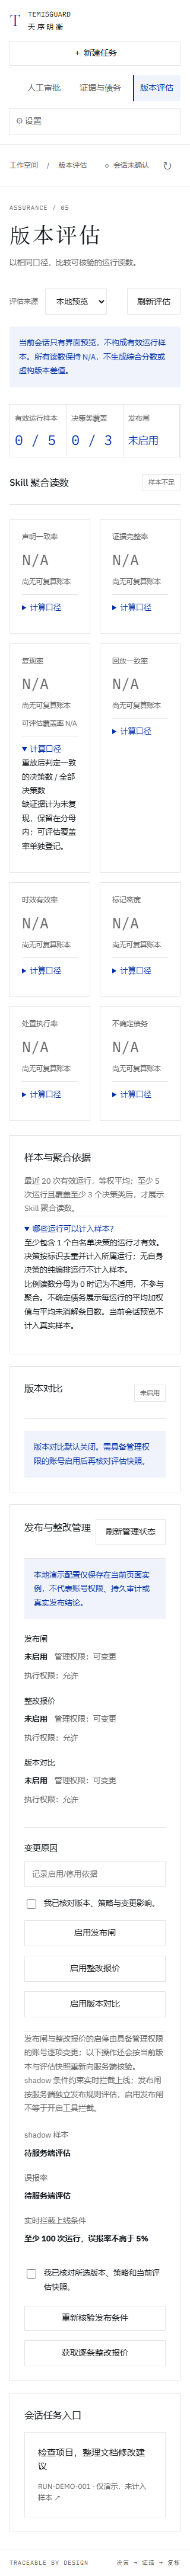 T TEMISGUARD
天序明衡
+ 新建任务
人工审批 证据与债务 版本评估
⊙ 设置
工作空间 / 版本评估 ○ 会话未确认 ↻
ASSURANCE / 05
版本评估
以相同口径，比较可核验的运行读数。
评估来源 本地预览 刷新评估
当前会话只有界面预览，不构成有效运行样
本。所有读数保持 N/A，不生成综合分数或
虚构版本差值。
有效运行样本 决策类覆盖 发布闸
0 / 5 0 / 3 未启用
Skill 聚合读数 样本不足
声明一致率
N/A
尚无可复算账本
▶ 计算口径
证据完整率
N/A
尚无可复算账本
▶ 计算口径
复现率
N/A
尚无可复算账本
可评估覆盖率 N/A
▼ 计算口径
重放后判定一致
的决策数 / 全部
决策数
缺证据计为未复
现，保留在分母
内；可评估覆盖
率单独登记。
回放一致率
N/A
尚无可复算账本
▶ 计算口径
时效有效率
N/A
尚无可复算账本
▶ 计算口径
标记密度
N/A
尚无可复算账本
▶ 计算口径
处置执行率
N/A
尚无可复算账本
▶ 计算口径
不确定债务
N/A
尚无可复算账本
▶ 计算口径
样本与聚合依据
最近 20 次有效运行，等权平均；至少 5
次运行且覆盖至少 3 个决策类后，才展示
Skill 聚合读数。
▼ 哪些运行可以计入样本？
至少包含 1 个白名单决策的运行才有效。
决策按标识去重并计入所属运行；无自身
决策的纯编排运行不计入样本。
比例读数分母为 0 时记为不适用，不参与
聚合。不确定债务展示每运行的平均加权
值与平均未消解条目数。当前会话预览不
计入真实样本。
版本对比 未启用
版本对比默认关闭。需具备管理权
限的账号启用后再核对评估快照。
发布与整改管理 刷新管理状态
本地演示配置仅保存在当前页面实
例，不代表账号权限、持久审计或
真实发布结论。
发布闸
未启用 管理权限：可变更
执行权限：允许
整改报价
未启用 管理权限：可变更
执行权限：允许
版本对比
未启用 管理权限：可变更
执行权限：允许
变更原因
记录启用/停用依据
我已核对版本、策略与变更影响。
启用发布闸
启用整改报价
启用版本对比
发布闸与整改报价的启停由具备管理权限
的账号逐项变更；以下操作还会按当前版
本与评估快照重新向服务端核验。
shadow 条件约束实时拦截上线；发布闸
按服务端独立发布规则评估，启用发布闸
不等于开启工具拦截。
shadow 样本
待服务端评估
误报率
待服务端评估
实时拦截上线条件
至少 100 次运行，误报率不高于 5%
我已核对所选版本、策略和当前评
估快照。
重新核验发布条件
获取逐条整改报价
会话任务入口
检查项目，整理文档修改建
议
RUN-DEMO-001 · 仅演示，未计入
样本 ↗
TRACEABLE BY DESIGN 决策 → 证据 → 复核